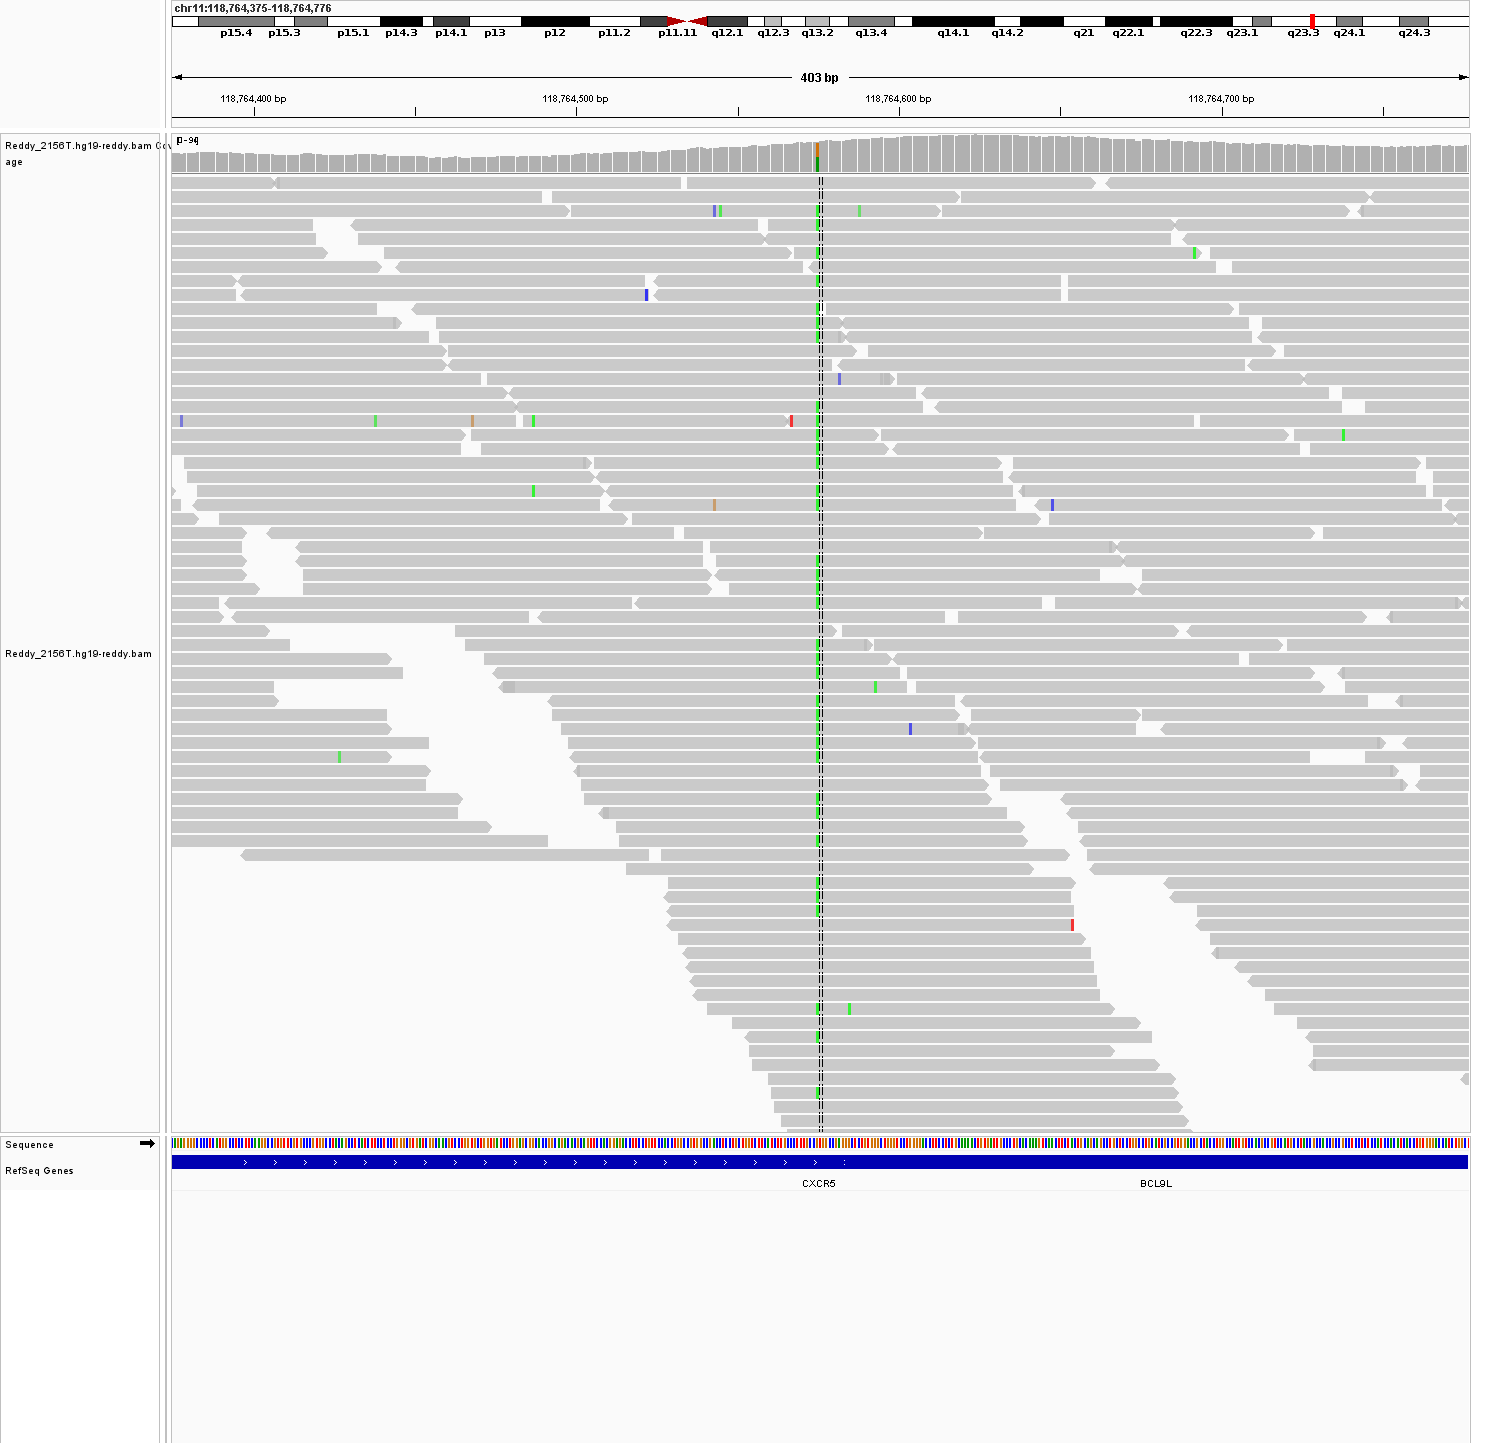 chr11:118,764,375-118,764,776
p15.4 p15.3 p15.1 p14.3 p14.1 p13 p12 p11.2 p11.11 q12.1 q12.3 q13.2 q13.4 q14.1 q14.2 q21 q22.1 q22.3 q23.1 q23.3 q24.1 q24.3
403 bp
118,764,400 bp 118,764,500 bp 118,764,600 bp 118,764,700 bp
Reddy_2156T.hg19-reddy.bam Cov
age
Reddy_2156T.hg19-reddy.bam
Sequence
RefSeq Genes
CXCR5 BCL9L